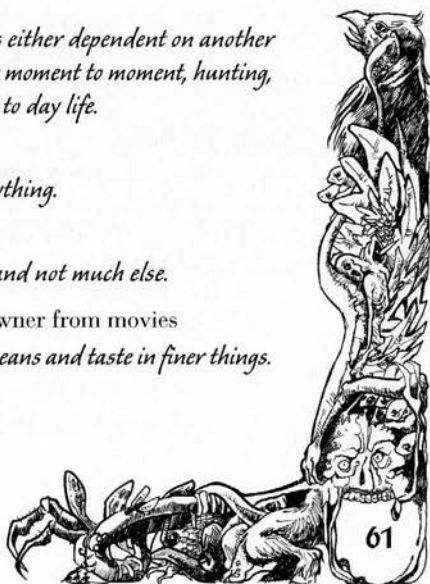 s either dependent on another
moment to moment, hunting,
to day life.
ything.
and not much else.
wner from movies
eans and taste in finer things.
61